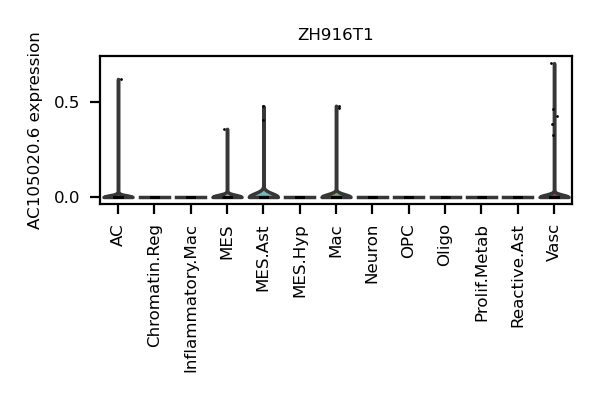 ZH916T1
AC105020.6 expression
0.5
0.0
AC
Chromatin.Reg
Inflammatory.Mac
MES
MES.Ast
MES.Hyp
Mac
Neuron
OPC
Oligo
Prolif.Metab
Reactive.Ast
Vasc